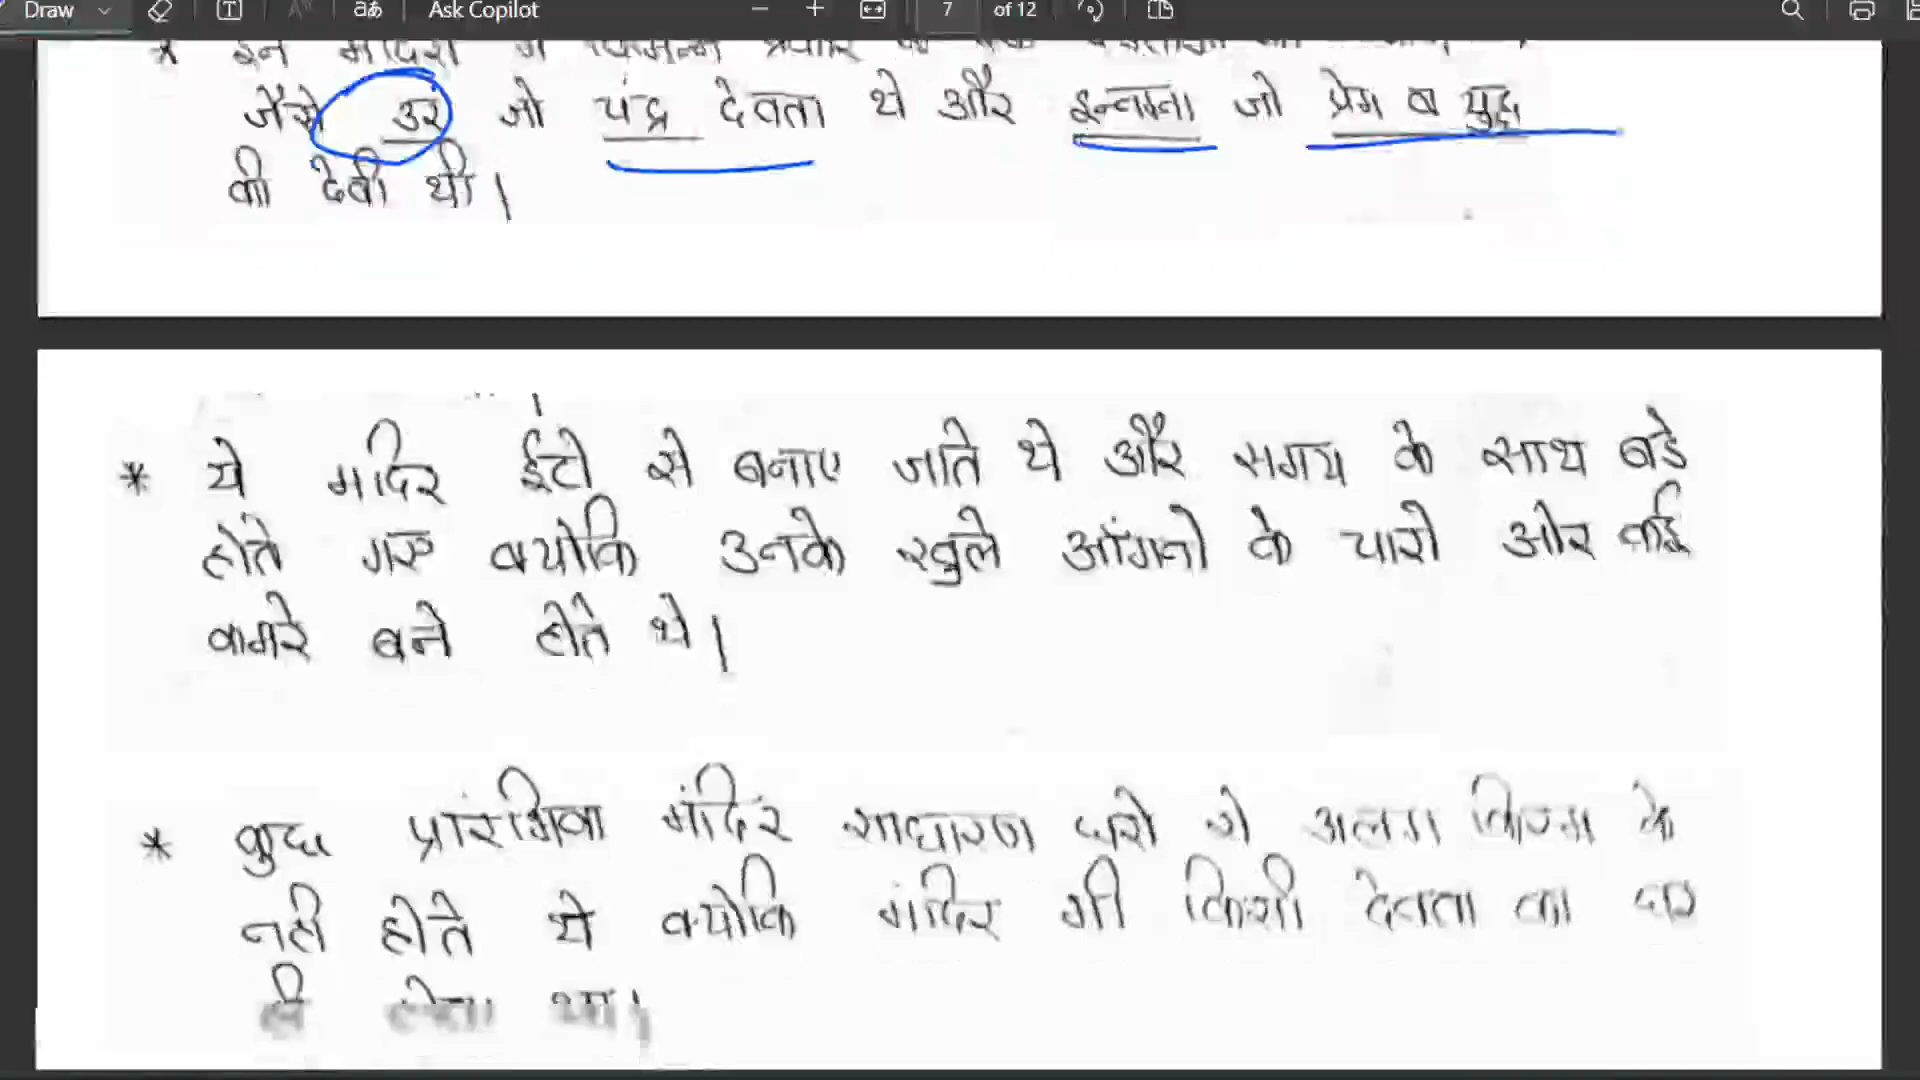 Draw
Ask Copilot
7 of 12
जैसे उर जो चंद्र देवता थे और इन्नाना जो प्रेम व युद्ध
की देवी थी।
* ये मंदिर ईंटो से बनाए जाते थे और समय के साथ बडे
होते गए क्योकि उनके खुले आंगनो के चारो ओर कई
कमरे बने होते थे।
* कुछ प्रारंभिक मंदिर साधारण घरो से अलग किस्म के
नही होते थे क्योकि मंदिर भी किसी देवता का घर
ही होता था।